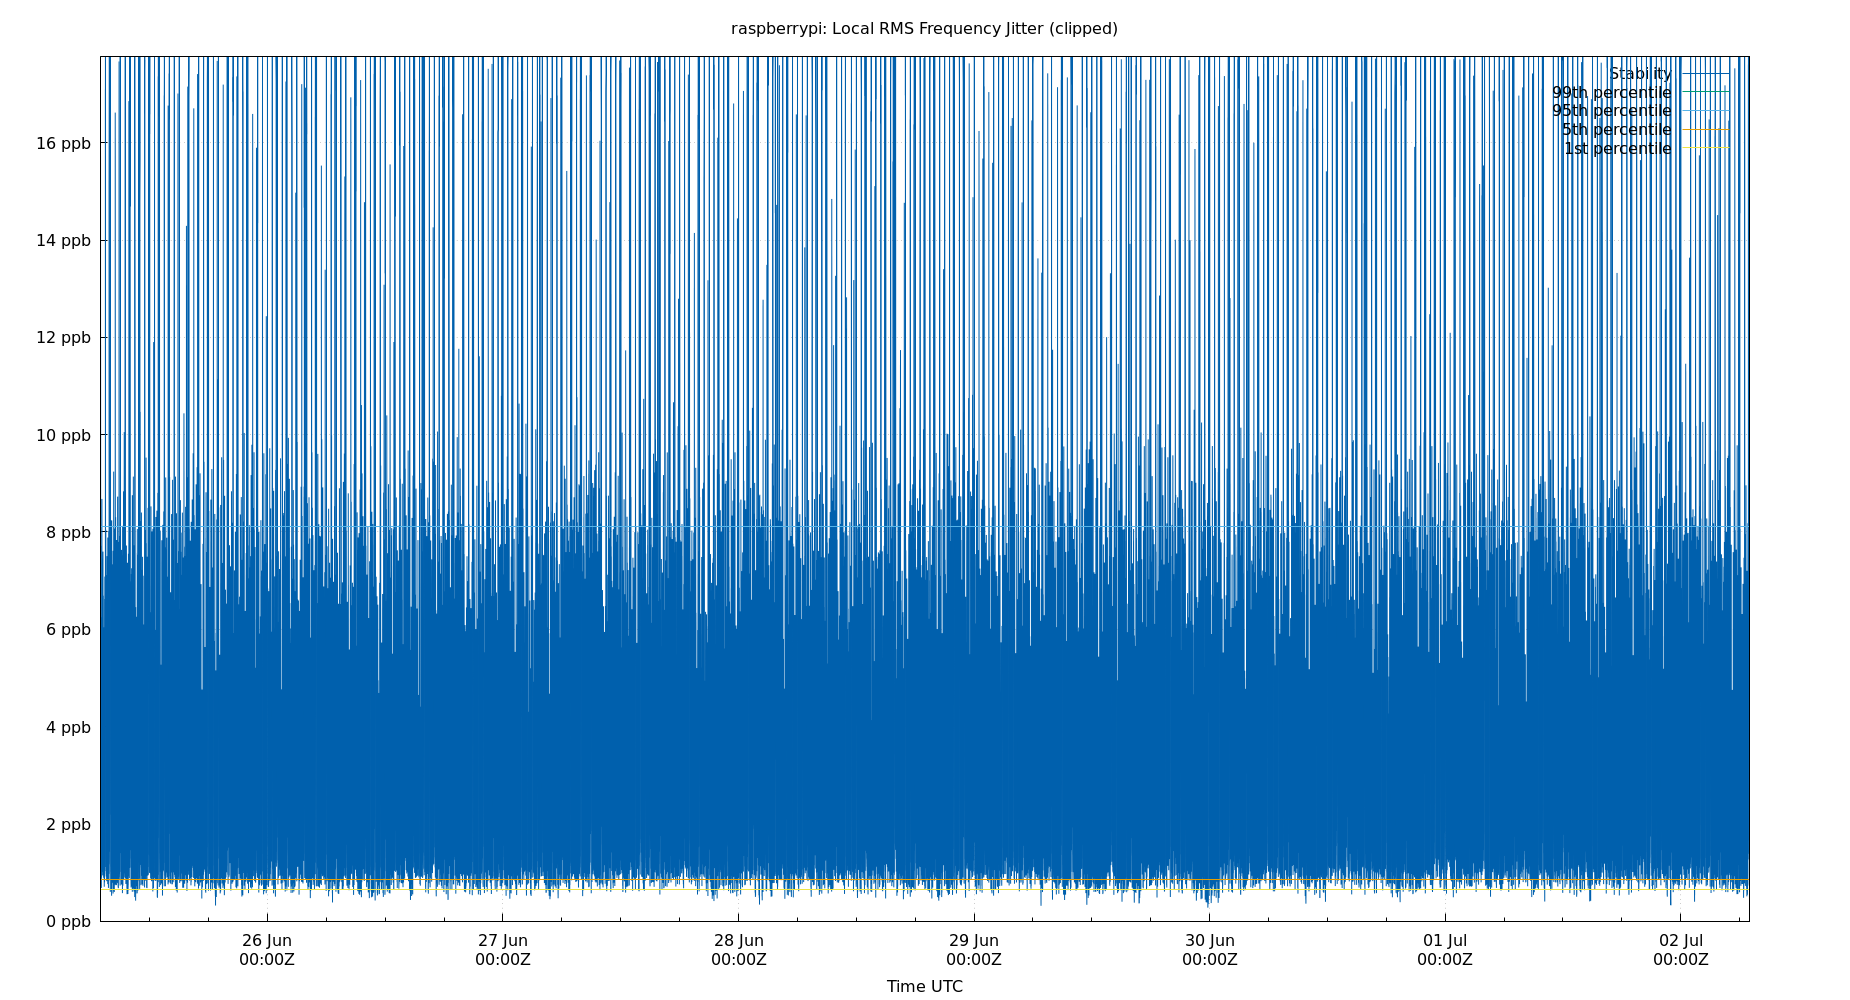 raspberrypi: Local RMS Frequency Jitter (clipped)
Stability
99th percentile
95th percentile
5th percentile
1st percentile
16 ppb
14 ppb
12 ppb
10 ppb
8 ppb
6 ppb
4 ppb
2 ppb
0 ppb
26 Jun 27 Jun 28 Jun 29 Jun 30 Jun 01 Jul 02 Jul
00:00Z 00:00Z 00:00Z 00:00Z 00:00Z 00:00Z 00:00Z
Time UTC